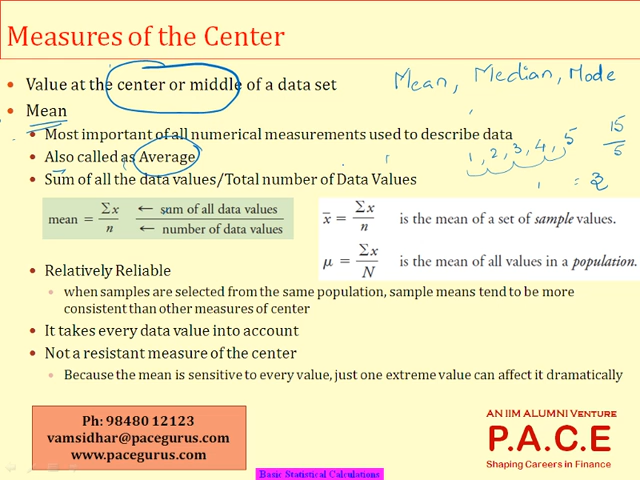 Measures of the Center
Value at the center or middle of a data set
Mean, Median, Mode
Mean
Most important of all numerical measurements used to describe data
Also called as Average
1, 2, 3, 4, 5
15
5
= 3
Sum of all the data values/Total number of Data Values
mean = Σx ← sum of all data values
n ← number of data values
x̄ = Σx/n is the mean of a set of sample values.
μ = Σx/N is the mean of all values in a population.
Relatively Reliable
when samples are selected from the same population, sample means tend to be more
consistent than other measures of center
It takes every data value into account
Not a resistant measure of the center
Because the mean is sensitive to every value, just one extreme value can affect it dramatically
Ph: 98480 12123
vamsidhar@pacegurus.com
www.pacegurus.com
AN IIM ALUMNI VENTURE
P.A.C.E
Shaping Careers in Finance
Basic Statistical Calculations